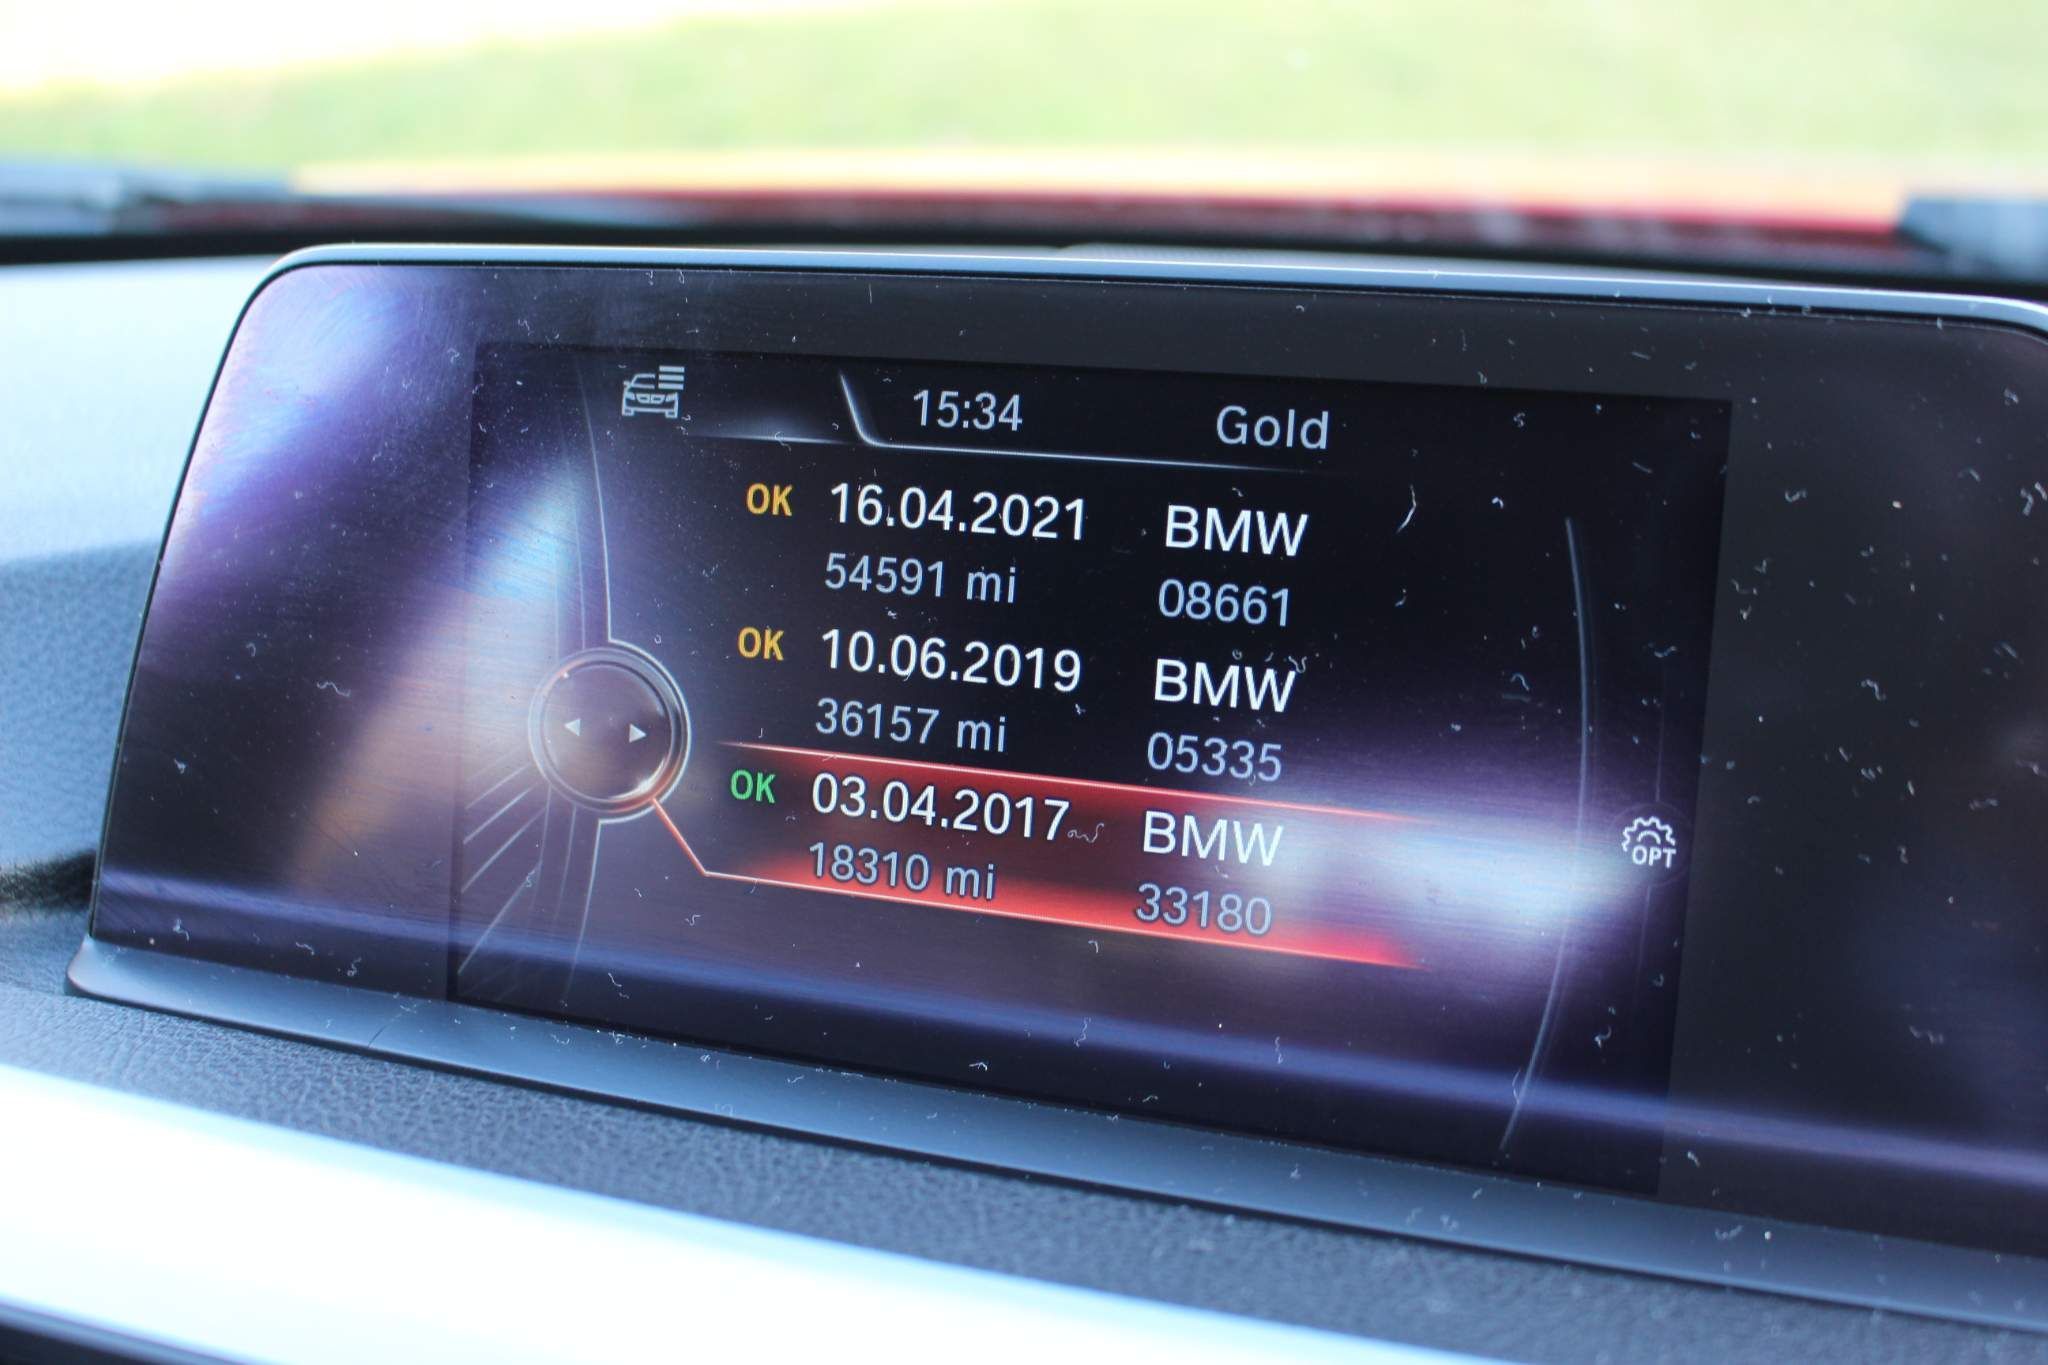 15:34 Gold
OK 16.04.2021 BMW
54591 mi 08661
OK 10.06.2019 BMW
36157 mi 05335
OK 03.04.2017 BMW
18310 mi 33180
OPT